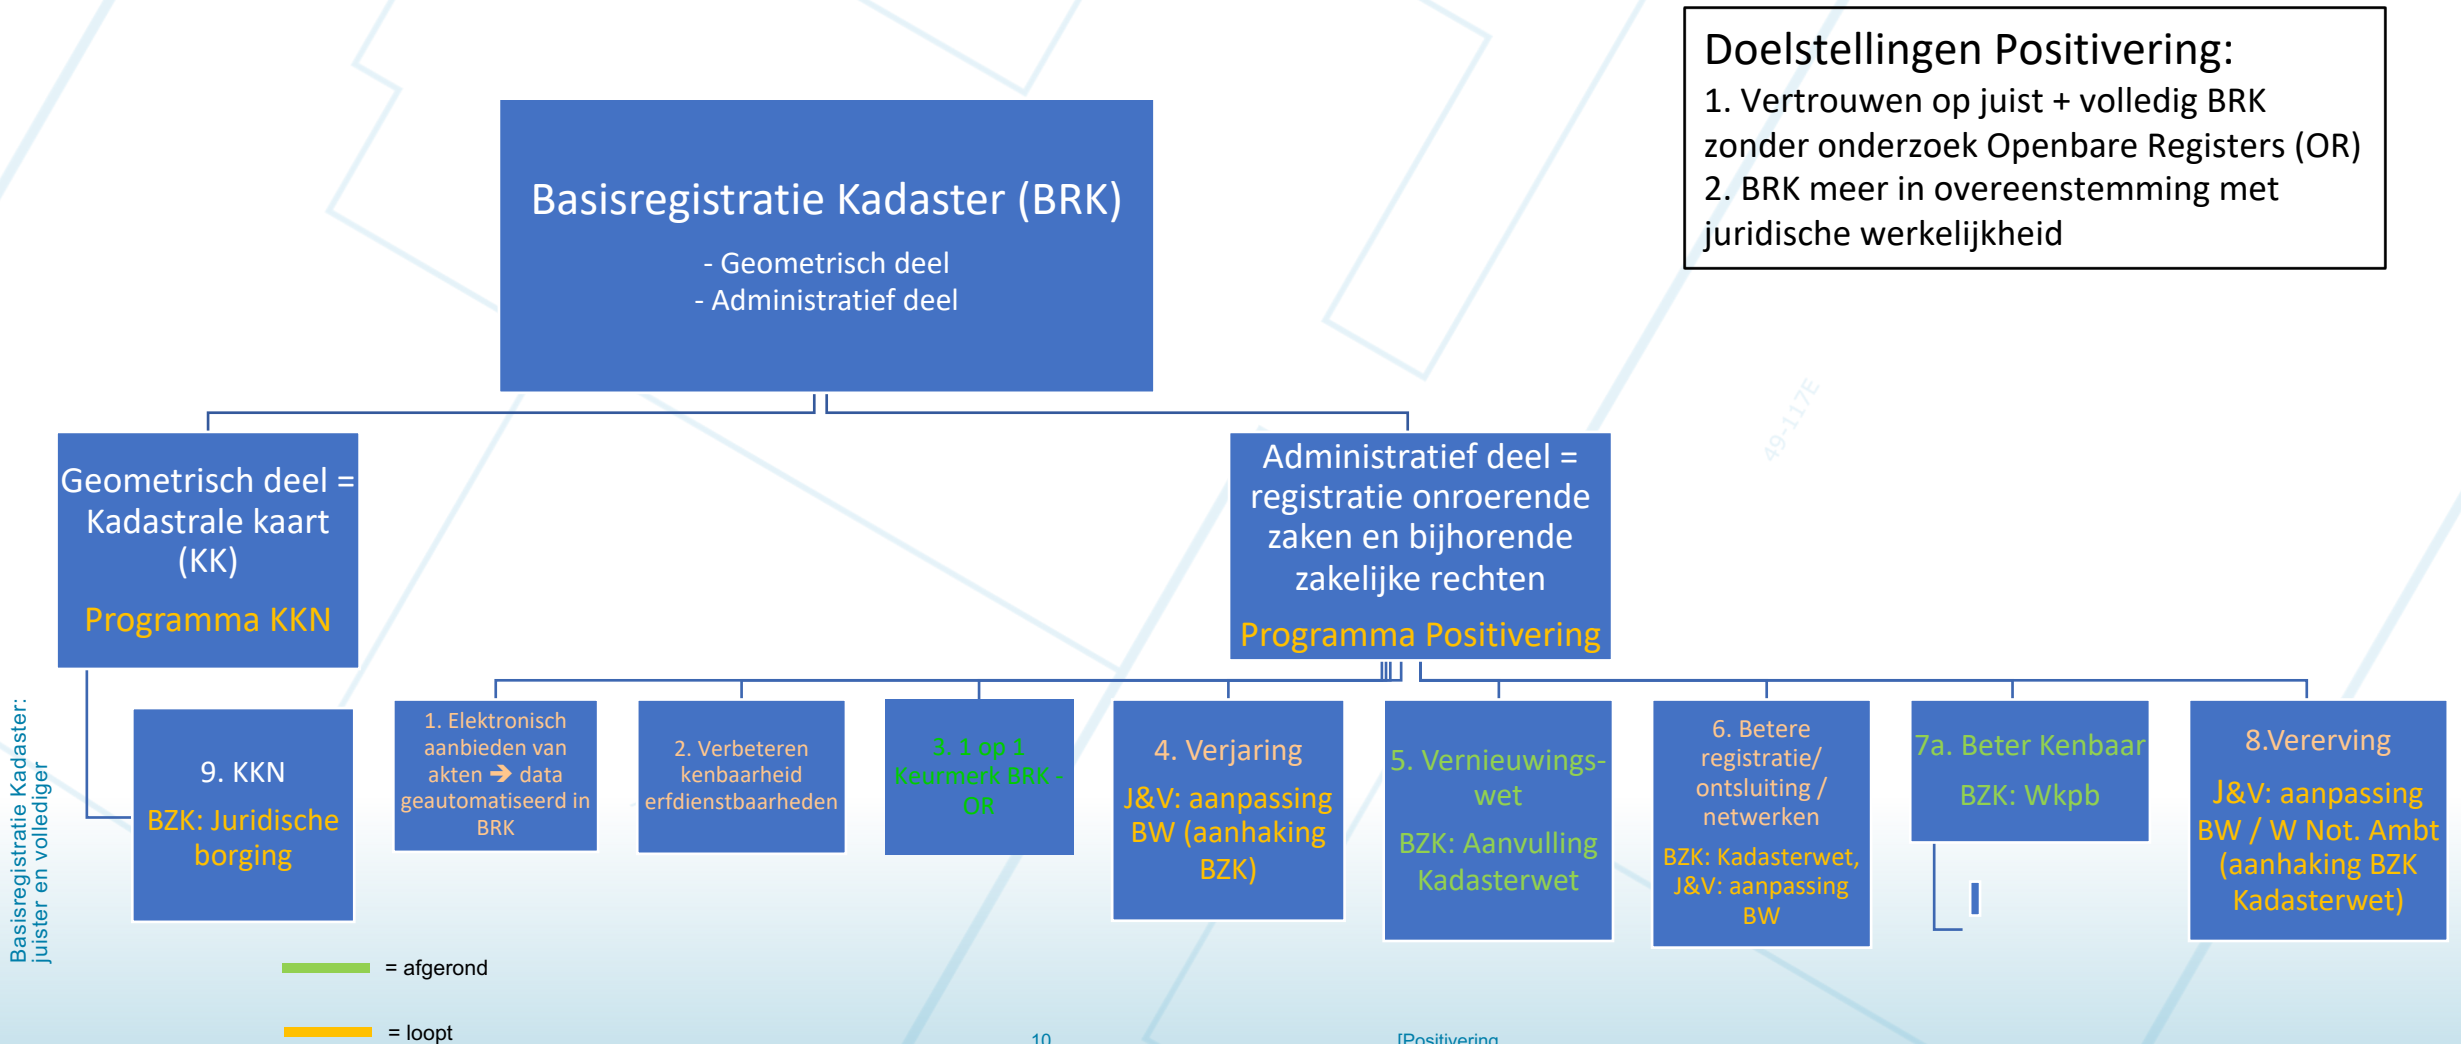 Doelstellingen Positivering:
1. Vertrouwen op juist + volledig BRK
zonder onderzoek Openbare Registers (OR)
2. BRK meer in overeenstemming met
juridische werkelijkheid
Basisregistratie Kadaster (BRK)
- Geometrisch deel
- Administratief deel
49-117E
Geometrisch deel =
Kadastrale kaart
(KK)
Programma KKN
Administratief deel =
registratie onroerende
zaken en bijhorende
zakelijke rechten
Programma Positivering
9. KKN
BZK: Juridische
borging
1. Elektronisch
aanbieden van
akten ➔ data
geautomatiseerd in
BRK
2. Verbeteren
kenbaarheid
erfdienstbaarheden
3. 1 op 1
Keurmerk BRK -
OR
4. Verjaring
J&V: aanpassing
BW (aanhaking
BZK)
5. Vernieuwings-
wet
BZK: Aanvulling
Kadasterwet
6. Betere
registratie/
ontsluiting /
netwerken
BZK: Kadasterwet,
J&V: aanpassing
BW
7a. Beter Kenbaar
BZK: Wkpb
8.Vererving
J&V: aanpassing
BW / W Not. Ambt
(aanhaking BZK
Kadasterwet)
Basisregistratie Kadaster:
juister en vollediger
= afgerond
= loopt
10
[Positivering